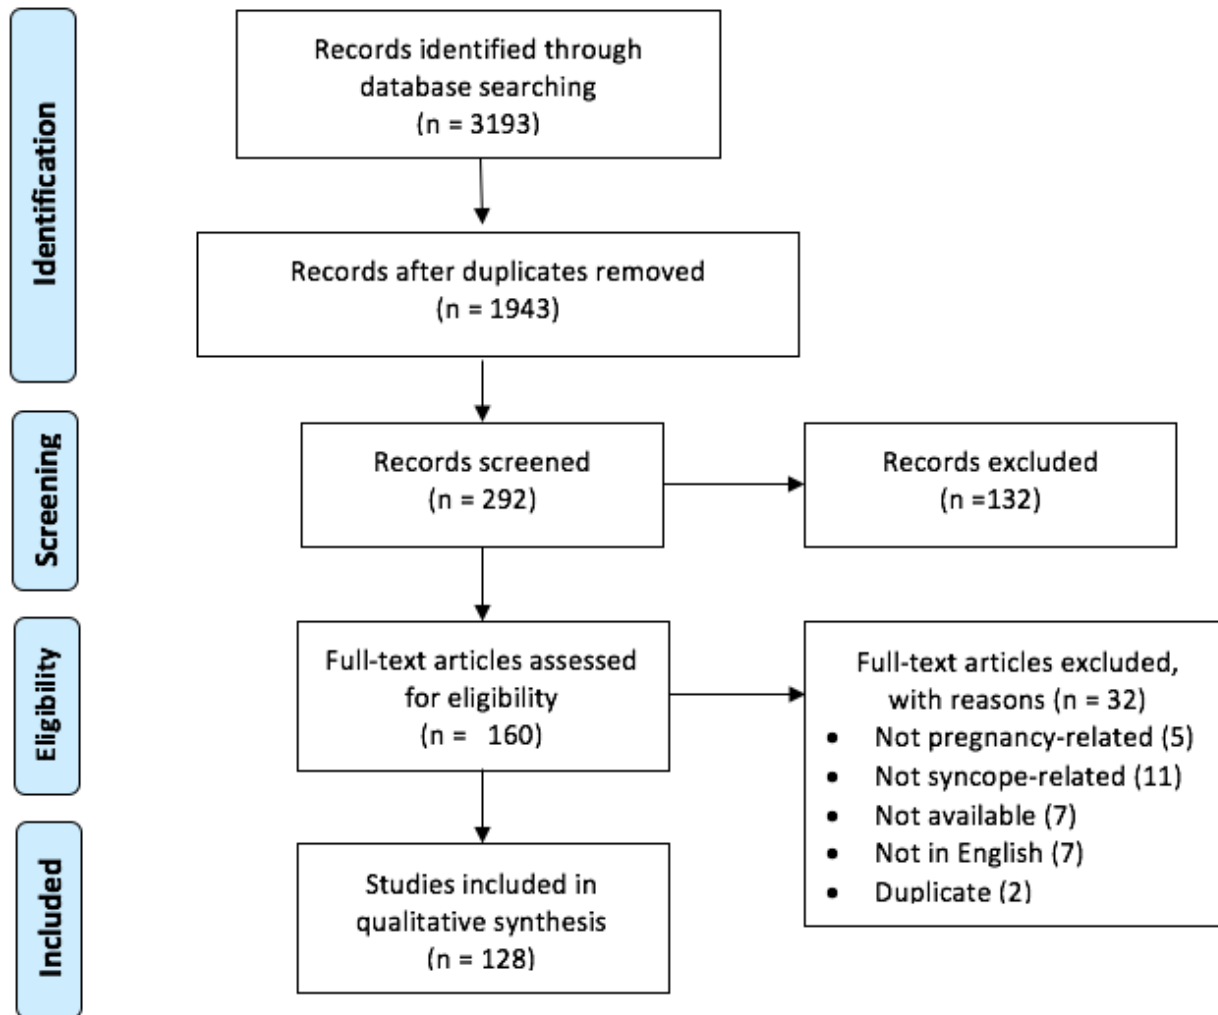 Identification
Records identified through
database searching
(n = 3193)
Records after duplicates removed
(n = 1943)
Screening
Records screened
(n = 292)
Records excluded
(n =132)
Eligibility
Full-text articles assessed
for eligibility
(n =   160)
Full-text articles excluded,
with reasons (n = 32)
• Not pregnancy-related (5)
• Not syncope-related (11)
• Not available (7)
• Not in English (7)
• Duplicate (2)
Included
Studies included in
qualitative synthesis
(n = 128)